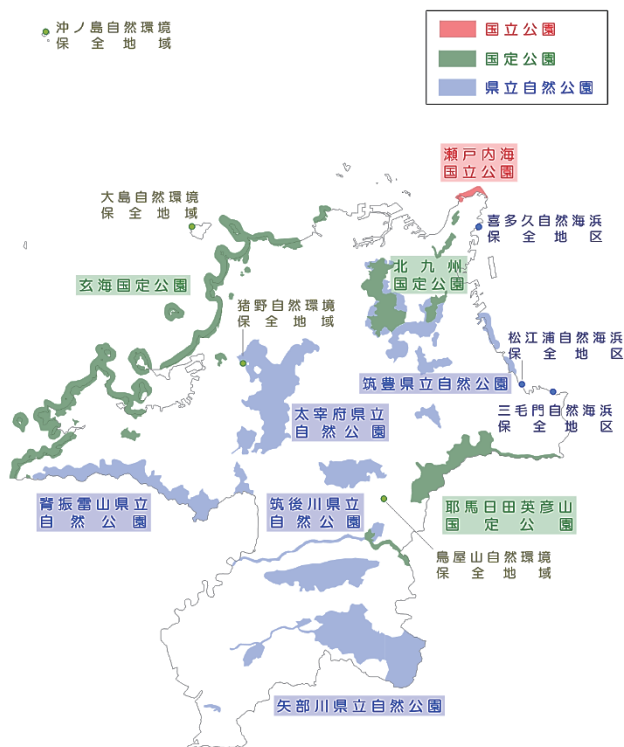 沖ノ島自然環境
保全地域
国立公園
国定公園
県立自然公園
瀬戸内海
国立公園
大島自然環境
保全地域
喜多久自然海浜
保全地区
北九州
国定公園
玄海国定公園
猪野自然環境
保全地域
松江浦自然海浜
保全地区
筑豊県立自然公園
三毛門自然海浜
保全地区
太宰府県立
自然公園
脊振雷山県立
自然公園
筑後川県立
自然公園
耶馬日田英彦山
国定公園
鳥屋山自然環境
保全地域
矢部川県立自然公園